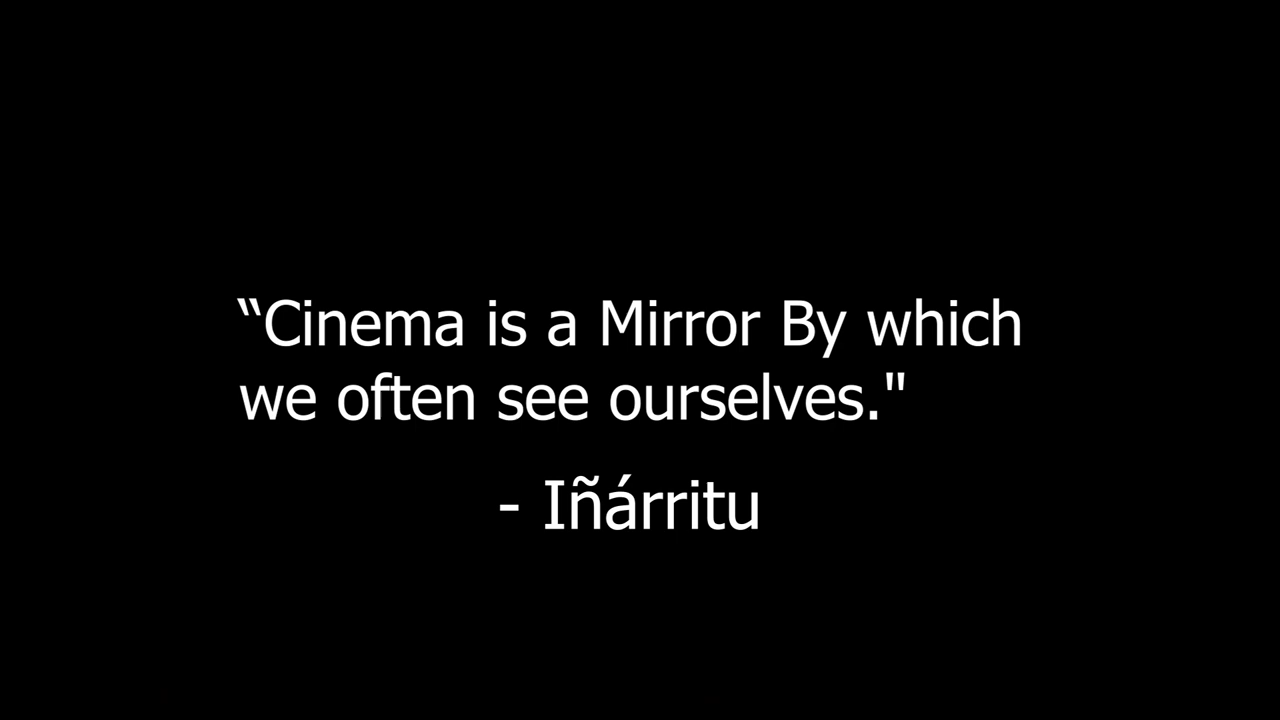 “Cinema is a Mirror By which
we often see ourselves."
- Iñárritu